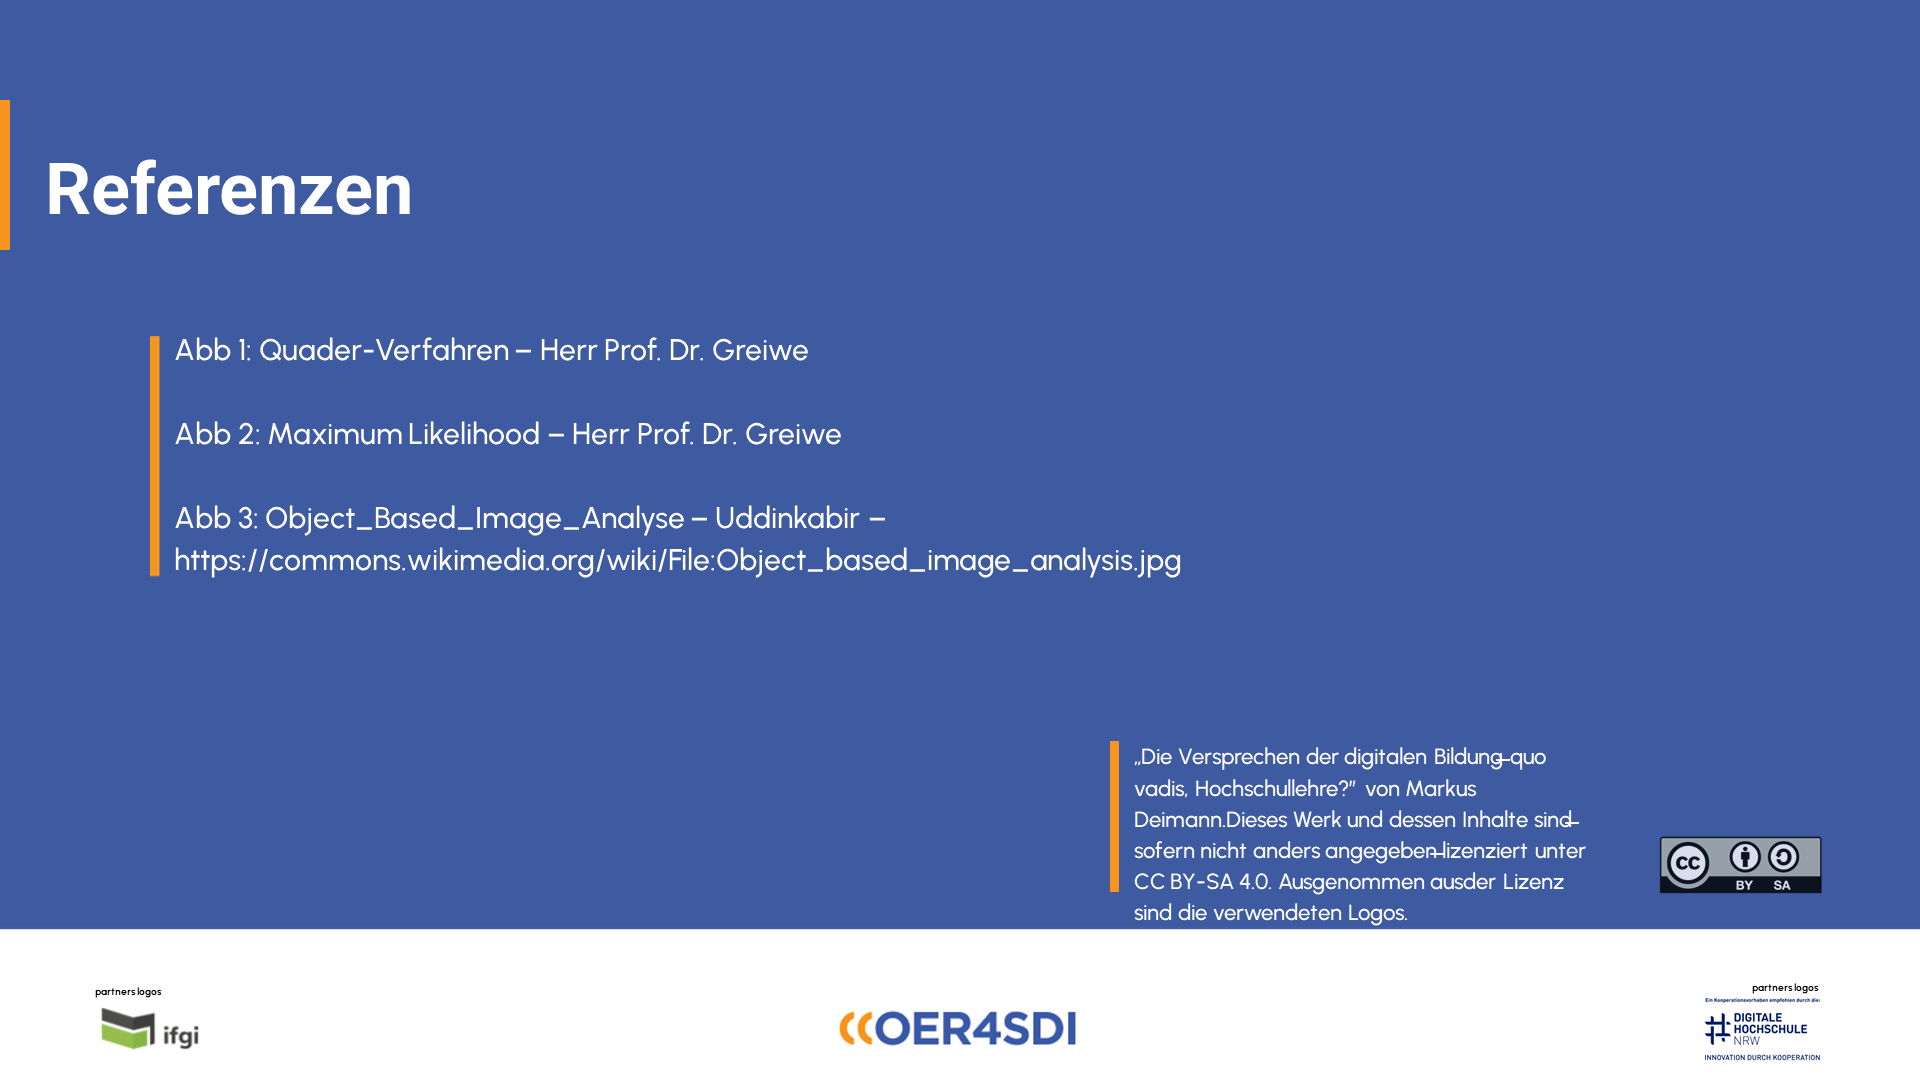 Referenzen
Abb 1: Quader-Verfahren – Herr Prof. Dr. Greiwe
Abb 2: Maximum Likelihood – Herr Prof. Dr. Greiwe
Abb 3: Object_Based_Image_Analyse – Uddinkabir –
https://commons.wikimedia.org/wiki/File:Object_based_image_analysis.jpg
„Die Versprechen der digitalen Bildung–quo
vadis, Hochschullehre?” von Markus
Deimann.Dieses Werk und dessen Inhalte sind–
sofern nicht anders angegeben–lizenziert unter
CC BY-SA 4.0. Ausgenommen ausder Lizenz
sind die verwendeten Logos.
cc BY SA
partners logos
ifgi
OER4SDI
partners logos
Ein Kooperationsvorhaben empfohlen durch die:
DIGITALE
HOCHSCHULE
NRW
INNOVATION DURCH KOOPERATION